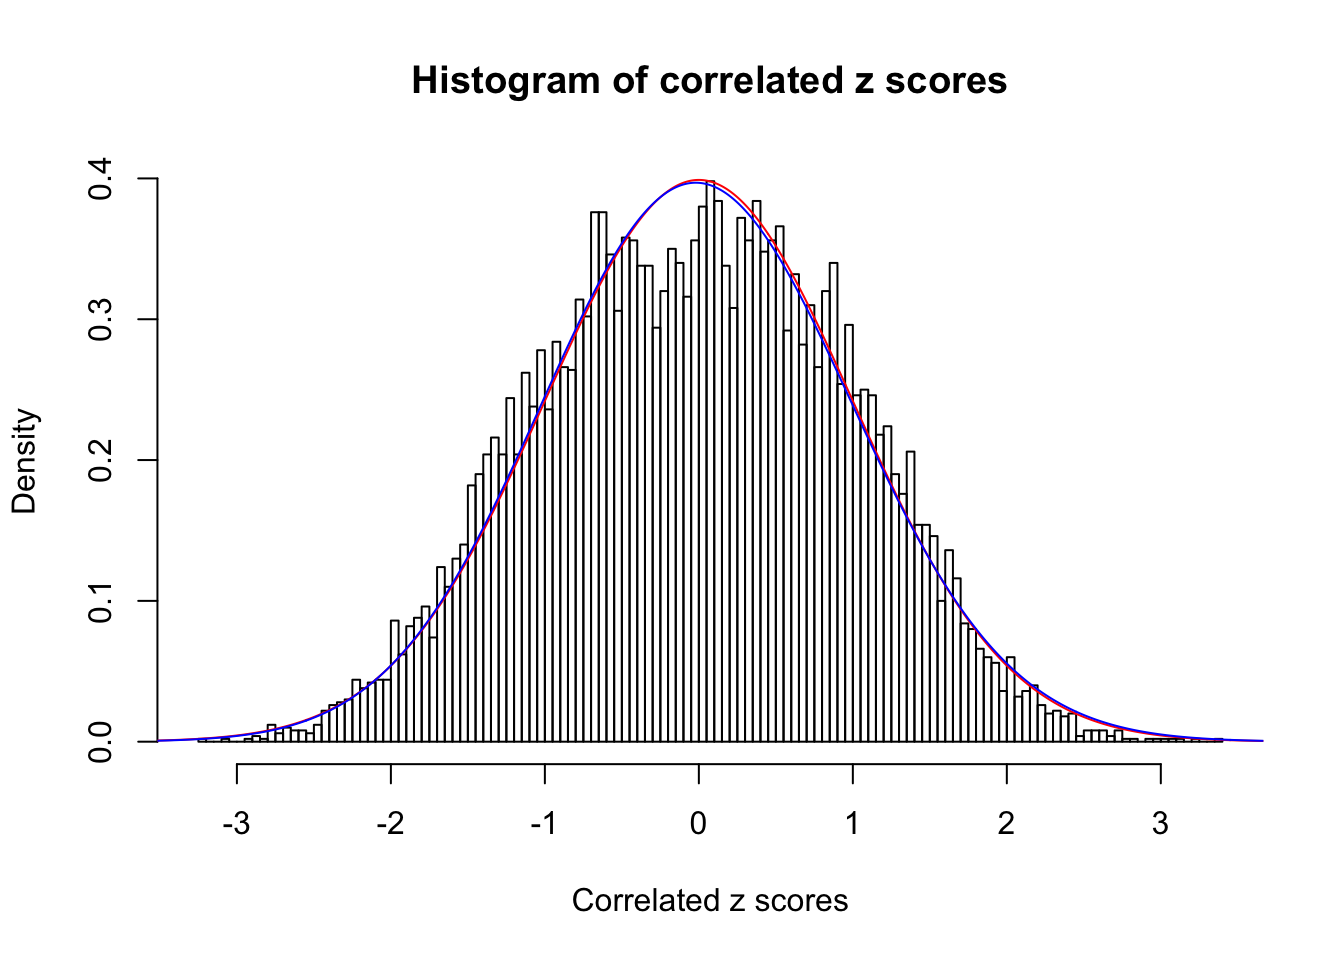 Histogram of correlated z scores
Density
0.4
0.3
0.2
0.1
0.0
-3 -2 -1 0 1 2 3
Correlated z scores